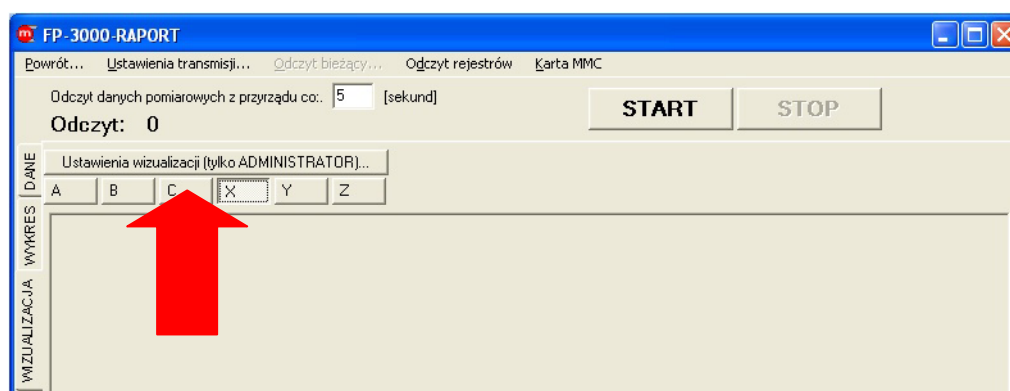 FP-3000-RAPORT
Powrót... Ustawienia transmisji... Odczyt bieżący... Odczyt rejestrów Karta MMC
Odczyt danych pomiarowych z przyrządu co:. 5 [sekund]
START STOP
Odczyt: 0
Ustawienia wizualizacji (tylko ADMINISTRATOR)...
A B C X Y Z
DANE
WYKRES
WIZUALIZACJA